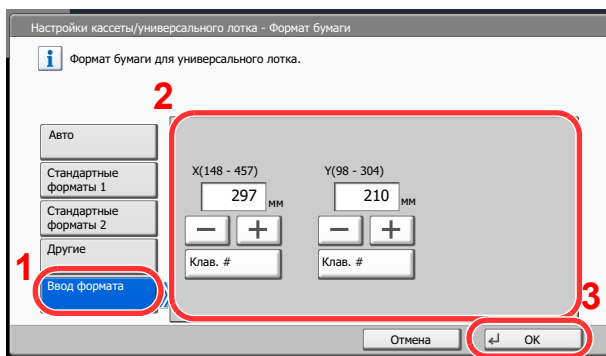 Настройки кассеты/универсального лотка - Формат бумаги
Формат бумаги для универсального лотка.
2
Авто
Стандартные
форматы 1
Стандартные
форматы 2
Другие
1
Ввод формата
X(148 - 457)
297 мм
Клав. #
Y(98 - 304)
210 мм
Клав. #
3
Отмена
OK